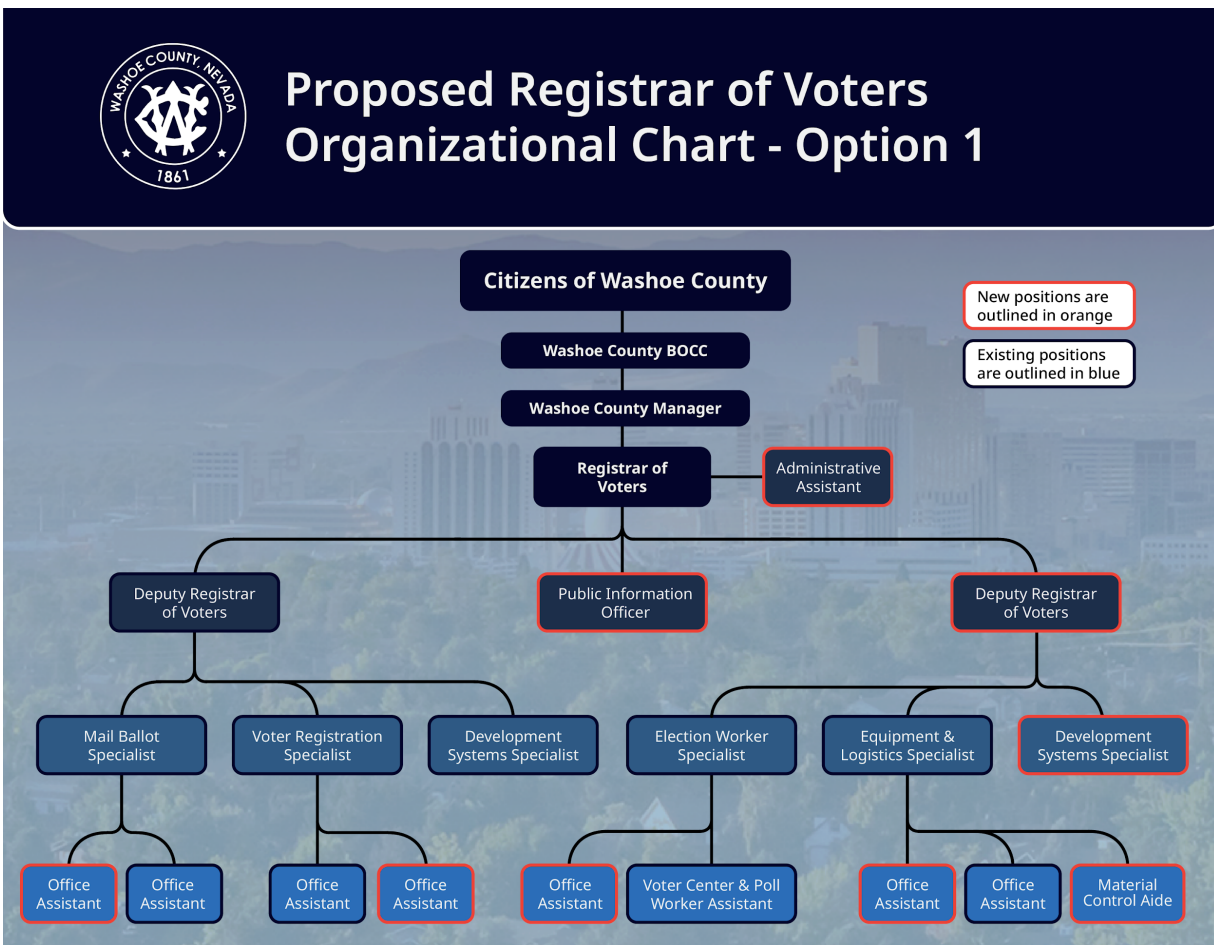 WASHOE COUNTY, NEVADA
1861
Proposed Registrar of Voters
Organizational Chart - Option 1
Citizens of Washoe County
New positions are
outlined in orange
Existing positions
are outlined in blue
Washoe County BOCC
Washoe County Manager
Registrar of
Voters
Administrative
Assistant
Deputy Registrar
of Voters
Public Information
Officer
Deputy Registrar
of Voters
Mail Ballot
Specialist
Voter Registration
Specialist
Development
Systems Specialist
Election Worker
Specialist
Equipment &
Logistics Specialist
Development
Systems Specialist
Office
Assistant
Office
Assistant
Office
Assistant
Office
Assistant
Office
Assistant
Voter Center & Poll
Worker Assistant
Office
Assistant
Office
Assistant
Material
Control Aide